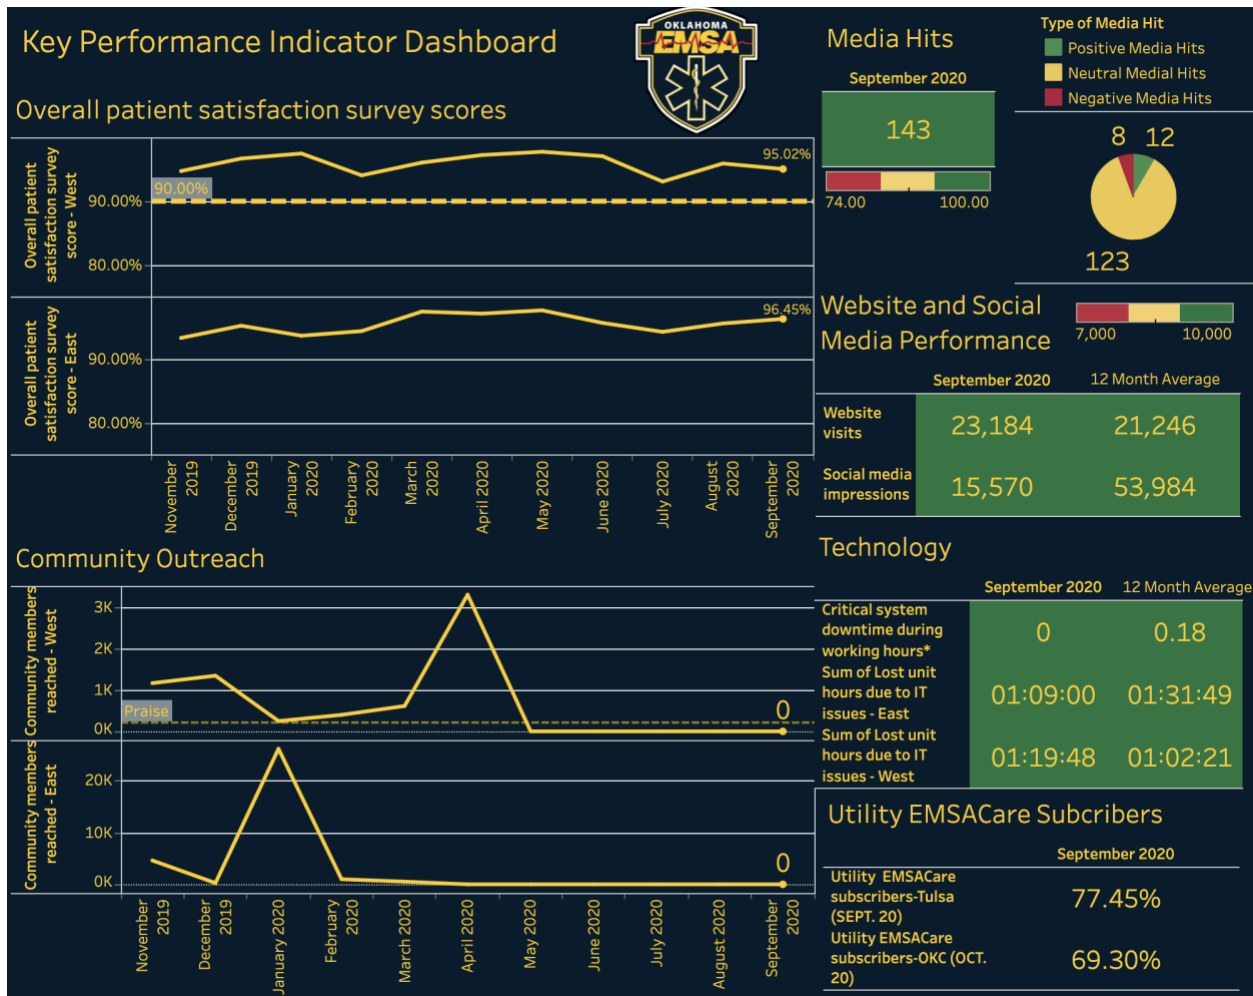 Key Performance Indicator Dashboard
OKLAHOMA
EMSA
Overall patient satisfaction survey scores
Overall patient
satisfaction survey
score - West
90.00%
90.00%
80.00%
95.02%
Overall patient
satisfaction survey
score - East
90.00%
80.00%
96.45%
November
2019
December
2019
January
2020
February
2020
March
2020
April 2020
May 2020
June 2020
July 2020
August
2020
September
2020
Community Outreach
Community members
reached - West
3K
2K
1K
Praise
0K
0
Community members
reached - East
20K
10K
0K
0
November
2019
December
2019
January 2020
February
2020
March 2020
April 2020
May 2020
June 2020
July 2020
August 2020
September
2020
Media Hits
September 2020
143
74.00
100.00
Type of Media Hit
Positive Media Hits
Neutral Medial Hits
Negative Media Hits
8
12
123
Website and Social
Media Performance
7,000
10,000
September 2020
12 Month Average
Website
visits
23,184
21,246
Social media
impressions
15,570
53,984
Technology
September 2020
12 Month Average
Critical system
downtime during
working hours*
0
0.18
Sum of Lost unit
hours due to IT
issues - East
01:09:00
01:31:49
Sum of Lost unit
hours due to IT
issues - West
01:19:48
01:02:21
Utility EMSACare Subcribers
September 2020
Utility EMSACare
subscribers-Tulsa
(SEPT. 20)
77.45%
Utility EMSACare
subscribers-OKC (OCT.
20)
69.30%